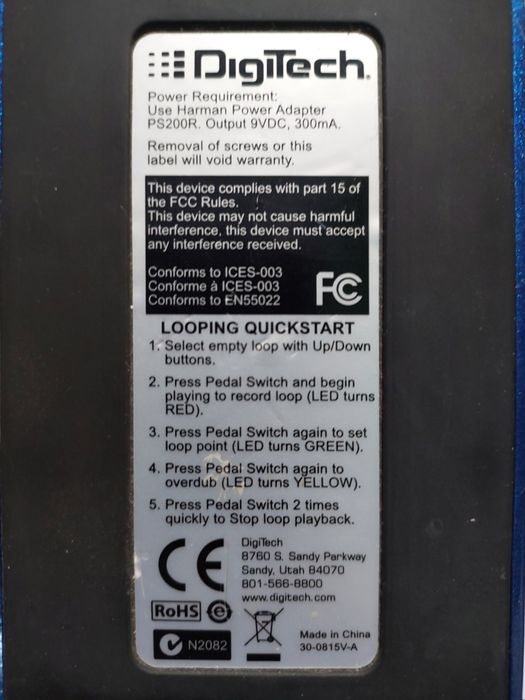 DigiTech®
Power Requirement:
Use Harman Power Adapter
PS200R. Output 9VDC, 300mA.
Removal of screws or this
label will void warranty.
This device complies with part 15 of
the FCC Rules.
This device may not cause harmful
interference, this device must accept
any interference received.
Conforms to ICES-003
Conforme à ICES-003
Conforms to EN55022
FC
LOOPING QUICKSTART
1. Select empty loop with Up/Down
buttons.
2. Press Pedal Switch and begin
playing to record loop (LED turns
RED).
3. Press Pedal Switch again to set
loop point (LED turns GREEN).
4. Press Pedal Switch again to
overdub (LED turns YELLOW).
5. Press Pedal Switch 2 times
quickly to Stop loop playback.
CE
DigiTech
8760 S. Sandy Parkway
Sandy, Utah 84070
801-566-8800
www.digitech.com
RoHS e
N2082
Made in China
30-0815V-A